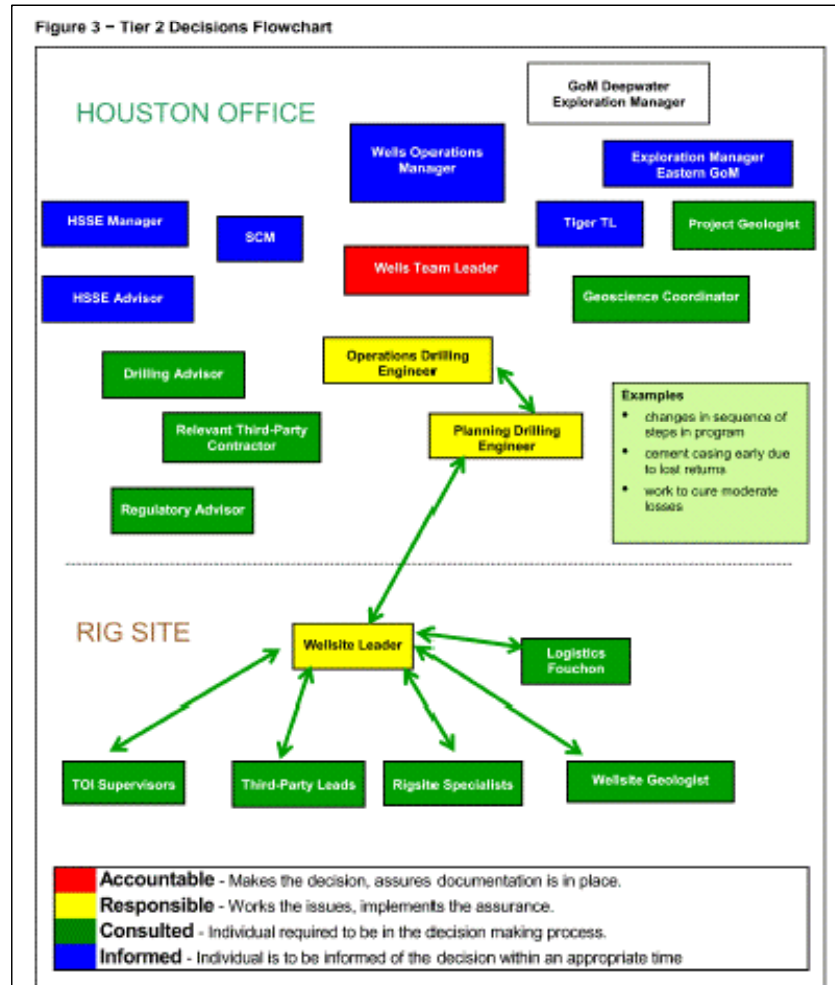 Figure 3 – Tier 2 Decisions Flowchart
HOUSTON OFFICE
GoM Deepwater
Exploration Manager
Wells Operations
Manager
Exploration Manager
Eastern GoM
HSSE Manager
SCM
Tiger TL
Project Geologist
Wells Team Leader
HSSE Advisor
Geoscience Coordinator
Operations Drilling
Engineer
Drilling Advisor
Relevant Third-Party
Contractor
Planning Drilling
Engineer
Regulatory Advisor
Examples
• changes in sequence of
steps in program
• cement casing early due
to lost returns
• work to cure moderate
losses
RIG SITE
Wellsite Leader
Logistics
Fouchon
TOI Supervisors
Third-Party Leads
Rigsite Specialists
Wellsite Geologist
Accountable - Makes the decision, assures documentation is in place.
Responsible - Works the issues, implements the assurance.
Consulted - Individual required to be in the decision making process.
Informed - Individual is to be informed of the decision within an appropriate time